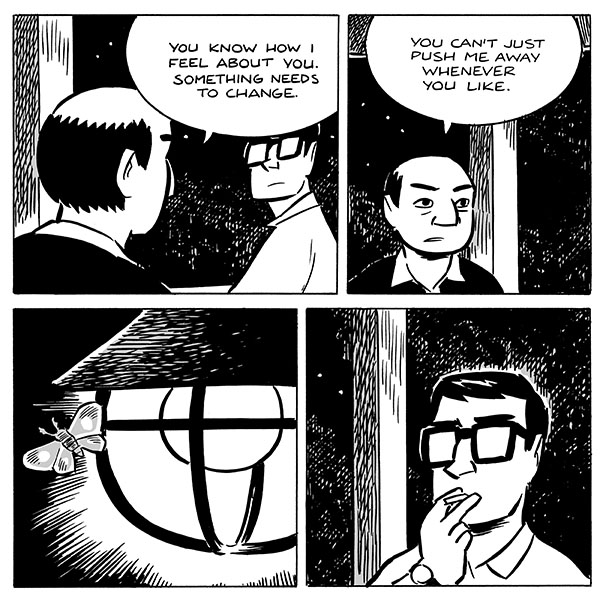 YOU KNOW HOW I
FEEL ABOUT YOU.
SOMETHING NEEDS
TO CHANGE.
YOU CAN'T JUST
PUSH ME AWAY
WHENEVER
YOU LIKE.